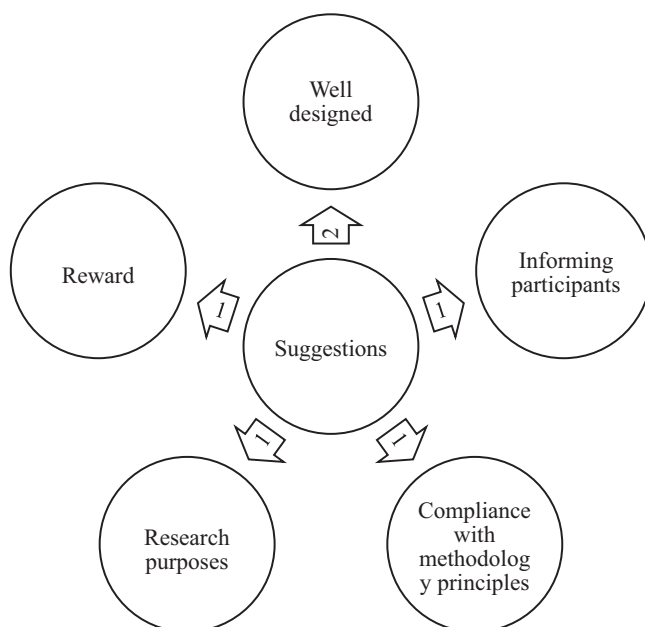 Well
designed
2
Reward
1
Informing
participants
1
Suggestions
1
1
Research
purposes
Compliance
with
methodolog
y principles